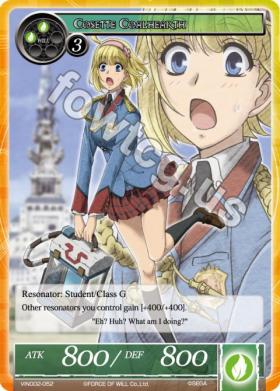 Cosette Coalhearth
WILL
3
fowtcg.us
Resonator: Student/Class G
Other resonators you control gain [+400/+400].
"Eh? Huh? What am I doing?"
ATK 800/ DEF 800
VIN002-052 ©FORCE OF WILL Co.,Ltd. ©SEGA